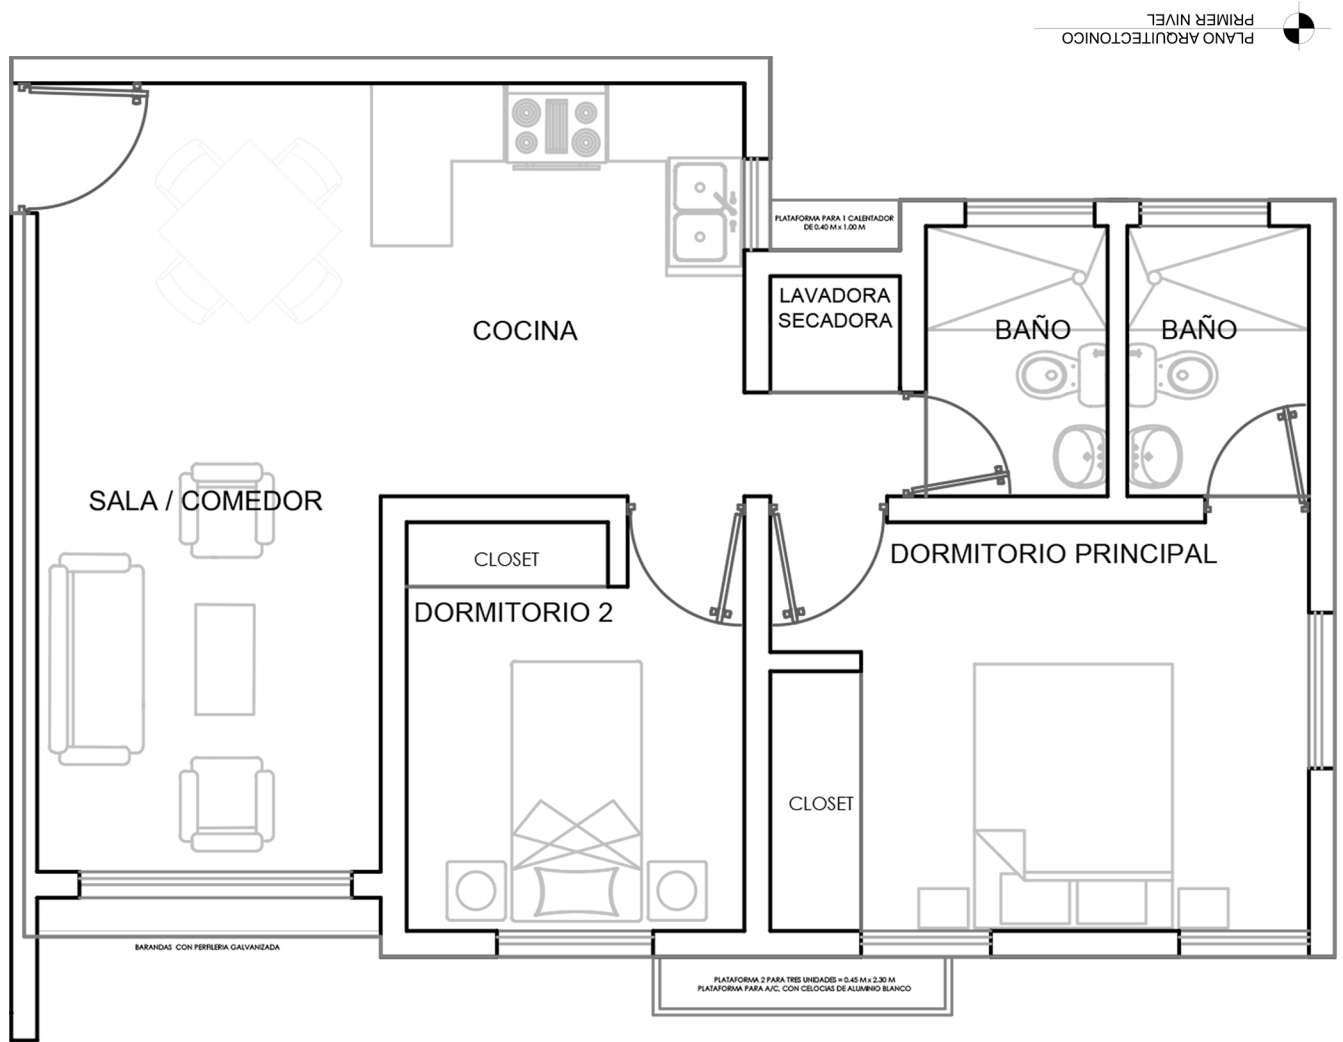 PLANO ARQUITECTONICO
PRIMER NIVEL
PLATAFORMA PARA 1 CALENTADOR
DE 0.40 M x 1.00 M
LAVADORA
SECADORA
COCINA
BAÑO
BAÑO
SALA / COMEDOR
CLOSET
DORMITORIO PRINCIPAL
DORMITORIO 2
CLOSET
BARANDAS CON PERFILERIA GALVANIZADA
PLATAFORMA 2 PARA TRES UNIDADES = 0.45 M x 2.30 M
PLATAFORMA PARA A/C, CON CELOCIAS DE ALUMINIO BLANCO